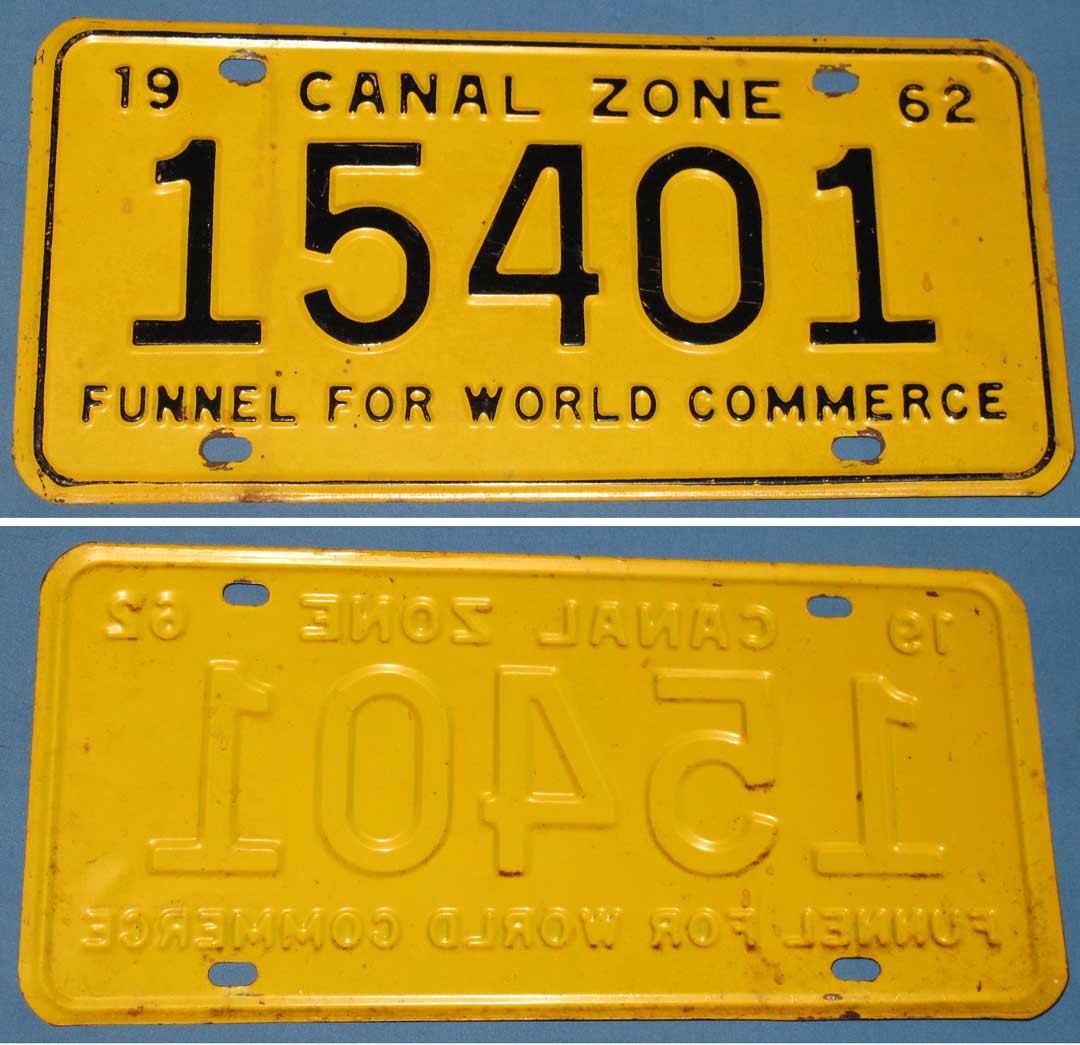 19 CANAL ZONE 62
15401
FUNNEL FOR WORLD COMMERCE
19 CANAL ZONE 62
15401
FUNNEL FOR WORLD COMMERCE